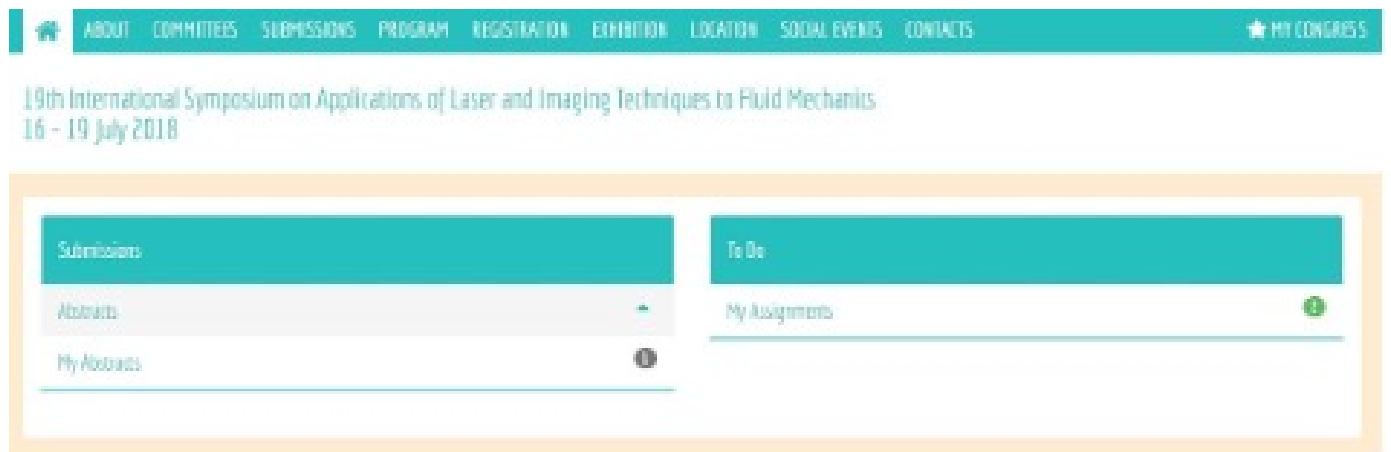 ABOUT COMMITTEES SUBMISSIONS PROGRAM REGISTRATION EXHIBITION LOCATION SOCIAL EVENTS CONTACTS MY CONGRESS
19th International Symposium on Applications of Laser and Imaging Techniques to Fluid Mechanics
16 - 19 July 2018
Submissions
Abstracts
My Abstracts
To Do
My Assignments